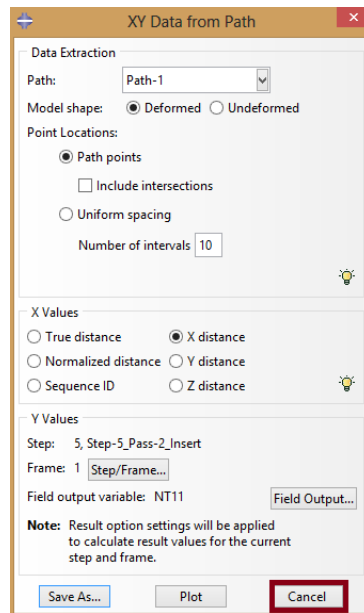 XY Data from Path
Data Extraction
Path: Path-1
Model shape: Deformed Undeformed
Point Locations:
Path points
Include intersections
Uniform spacing
Number of intervals 10
X Values
True distance X distance
Normalized distance Y distance
Sequence ID Z distance
Y Values
Step: 5, Step-5_Pass-2_Insert
Frame: 1 Step/Frame...
Field output variable: NT11 Field Output...
Note: Result option settings will be applied
to calculate result values for the current
step and frame.
Save As... Plot Cancel